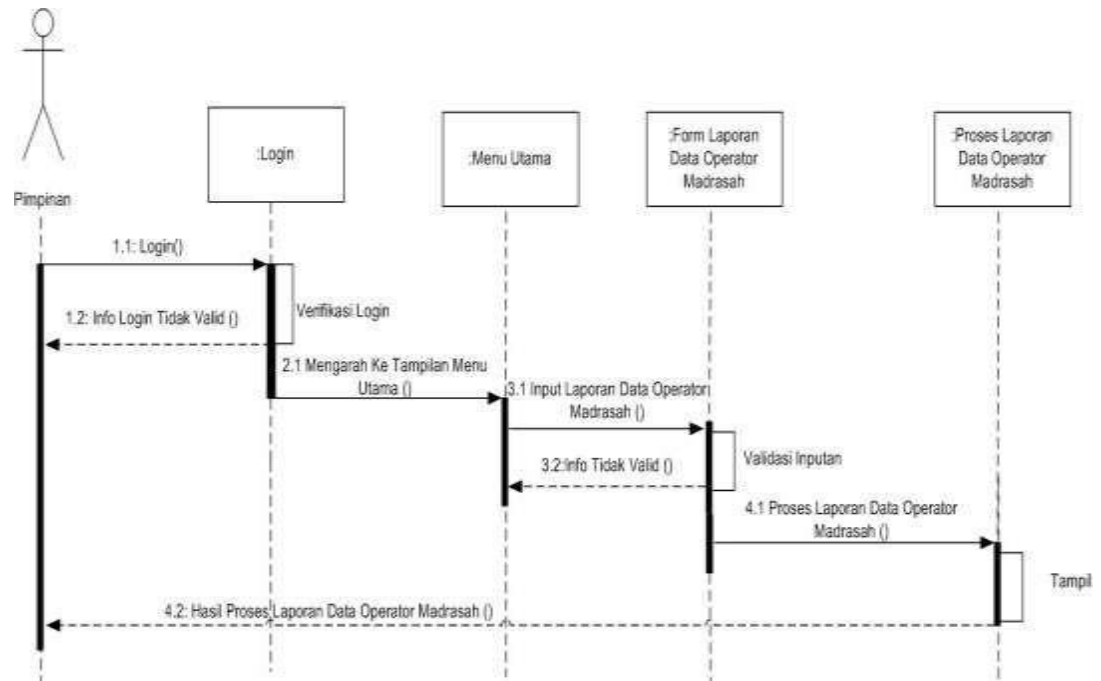 :Login
:Menu Utama
:Form Laporan
Data Operator
Madrasah
:Proses Laporan
Data Operator
Madrasah
Pimpinan
1.1: Login()
Verifikasi Login
1.2: Info Login Tidak Valid ()
2.1 Mengarah Ke Tampilan Menu
Utama ()
3.1 Input Laporan Data Operator
Madrasah ()
Validasi Inputan
3.2:Info Tidak Valid ()
4.1 Proses Laporan Data Operator
Madrasah ()
Tampil
4.2: Hasil Proses Laporan Data Operator Madrasah ()